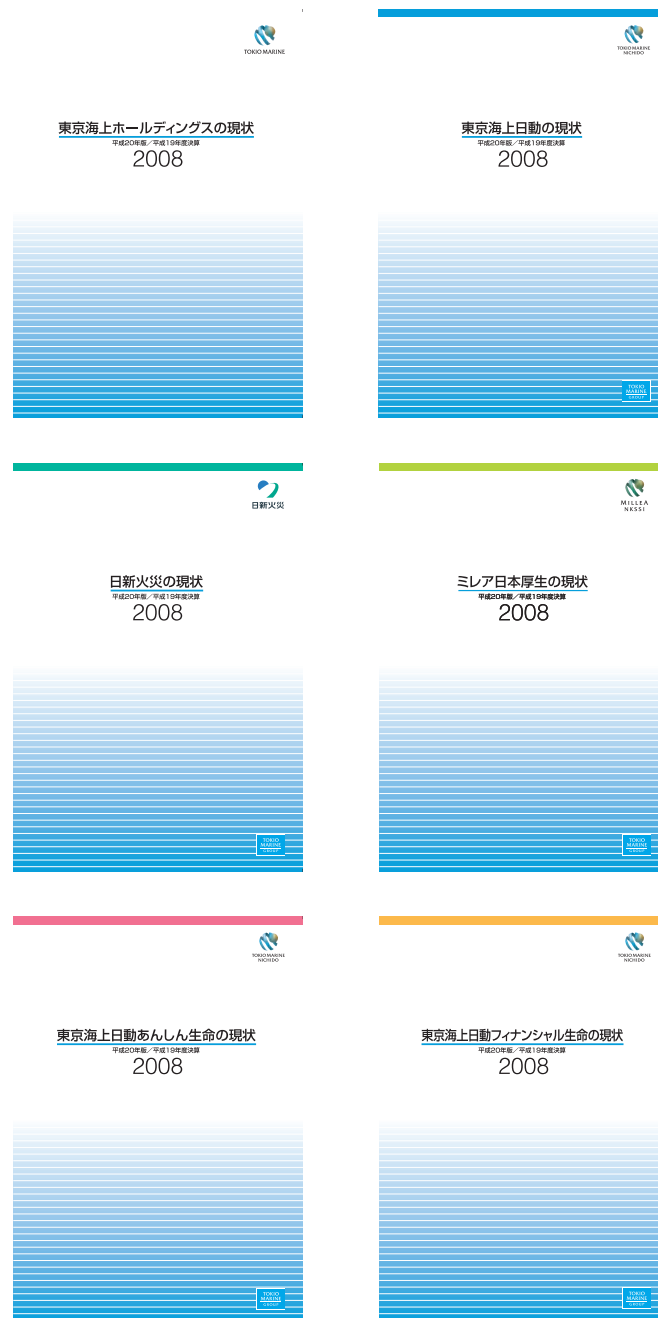 TOKIO MARINE
東京海上ホールディングスの現状
平成20年版／平成19年度決算
2008
TOKIO MARINE
NICHIDO
東京海上日動の現状
平成20年版／平成19年度決算
2008
TOKIO
MARINE
GROUP
日新火災
日新火災の現状
平成20年版／平成19年度決算
2008
TOKIO
MARINE
GROUP
MILLEA
NKSSI
ミレア日本厚生の現状
平成20年版／平成19年度決算
2008
TOKIO
MARINE
GROUP
TOKIO MARINE
NICHIDO
東京海上日動あんしん生命の現状
平成20年版／平成19年度決算
2008
TOKIO
MARINE
GROUP
TOKIO MARINE
NICHIDO
東京海上日動フィナンシャル生命の現状
平成20年版／平成19年度決算
2008
TOKIO
MARINE
GROUP